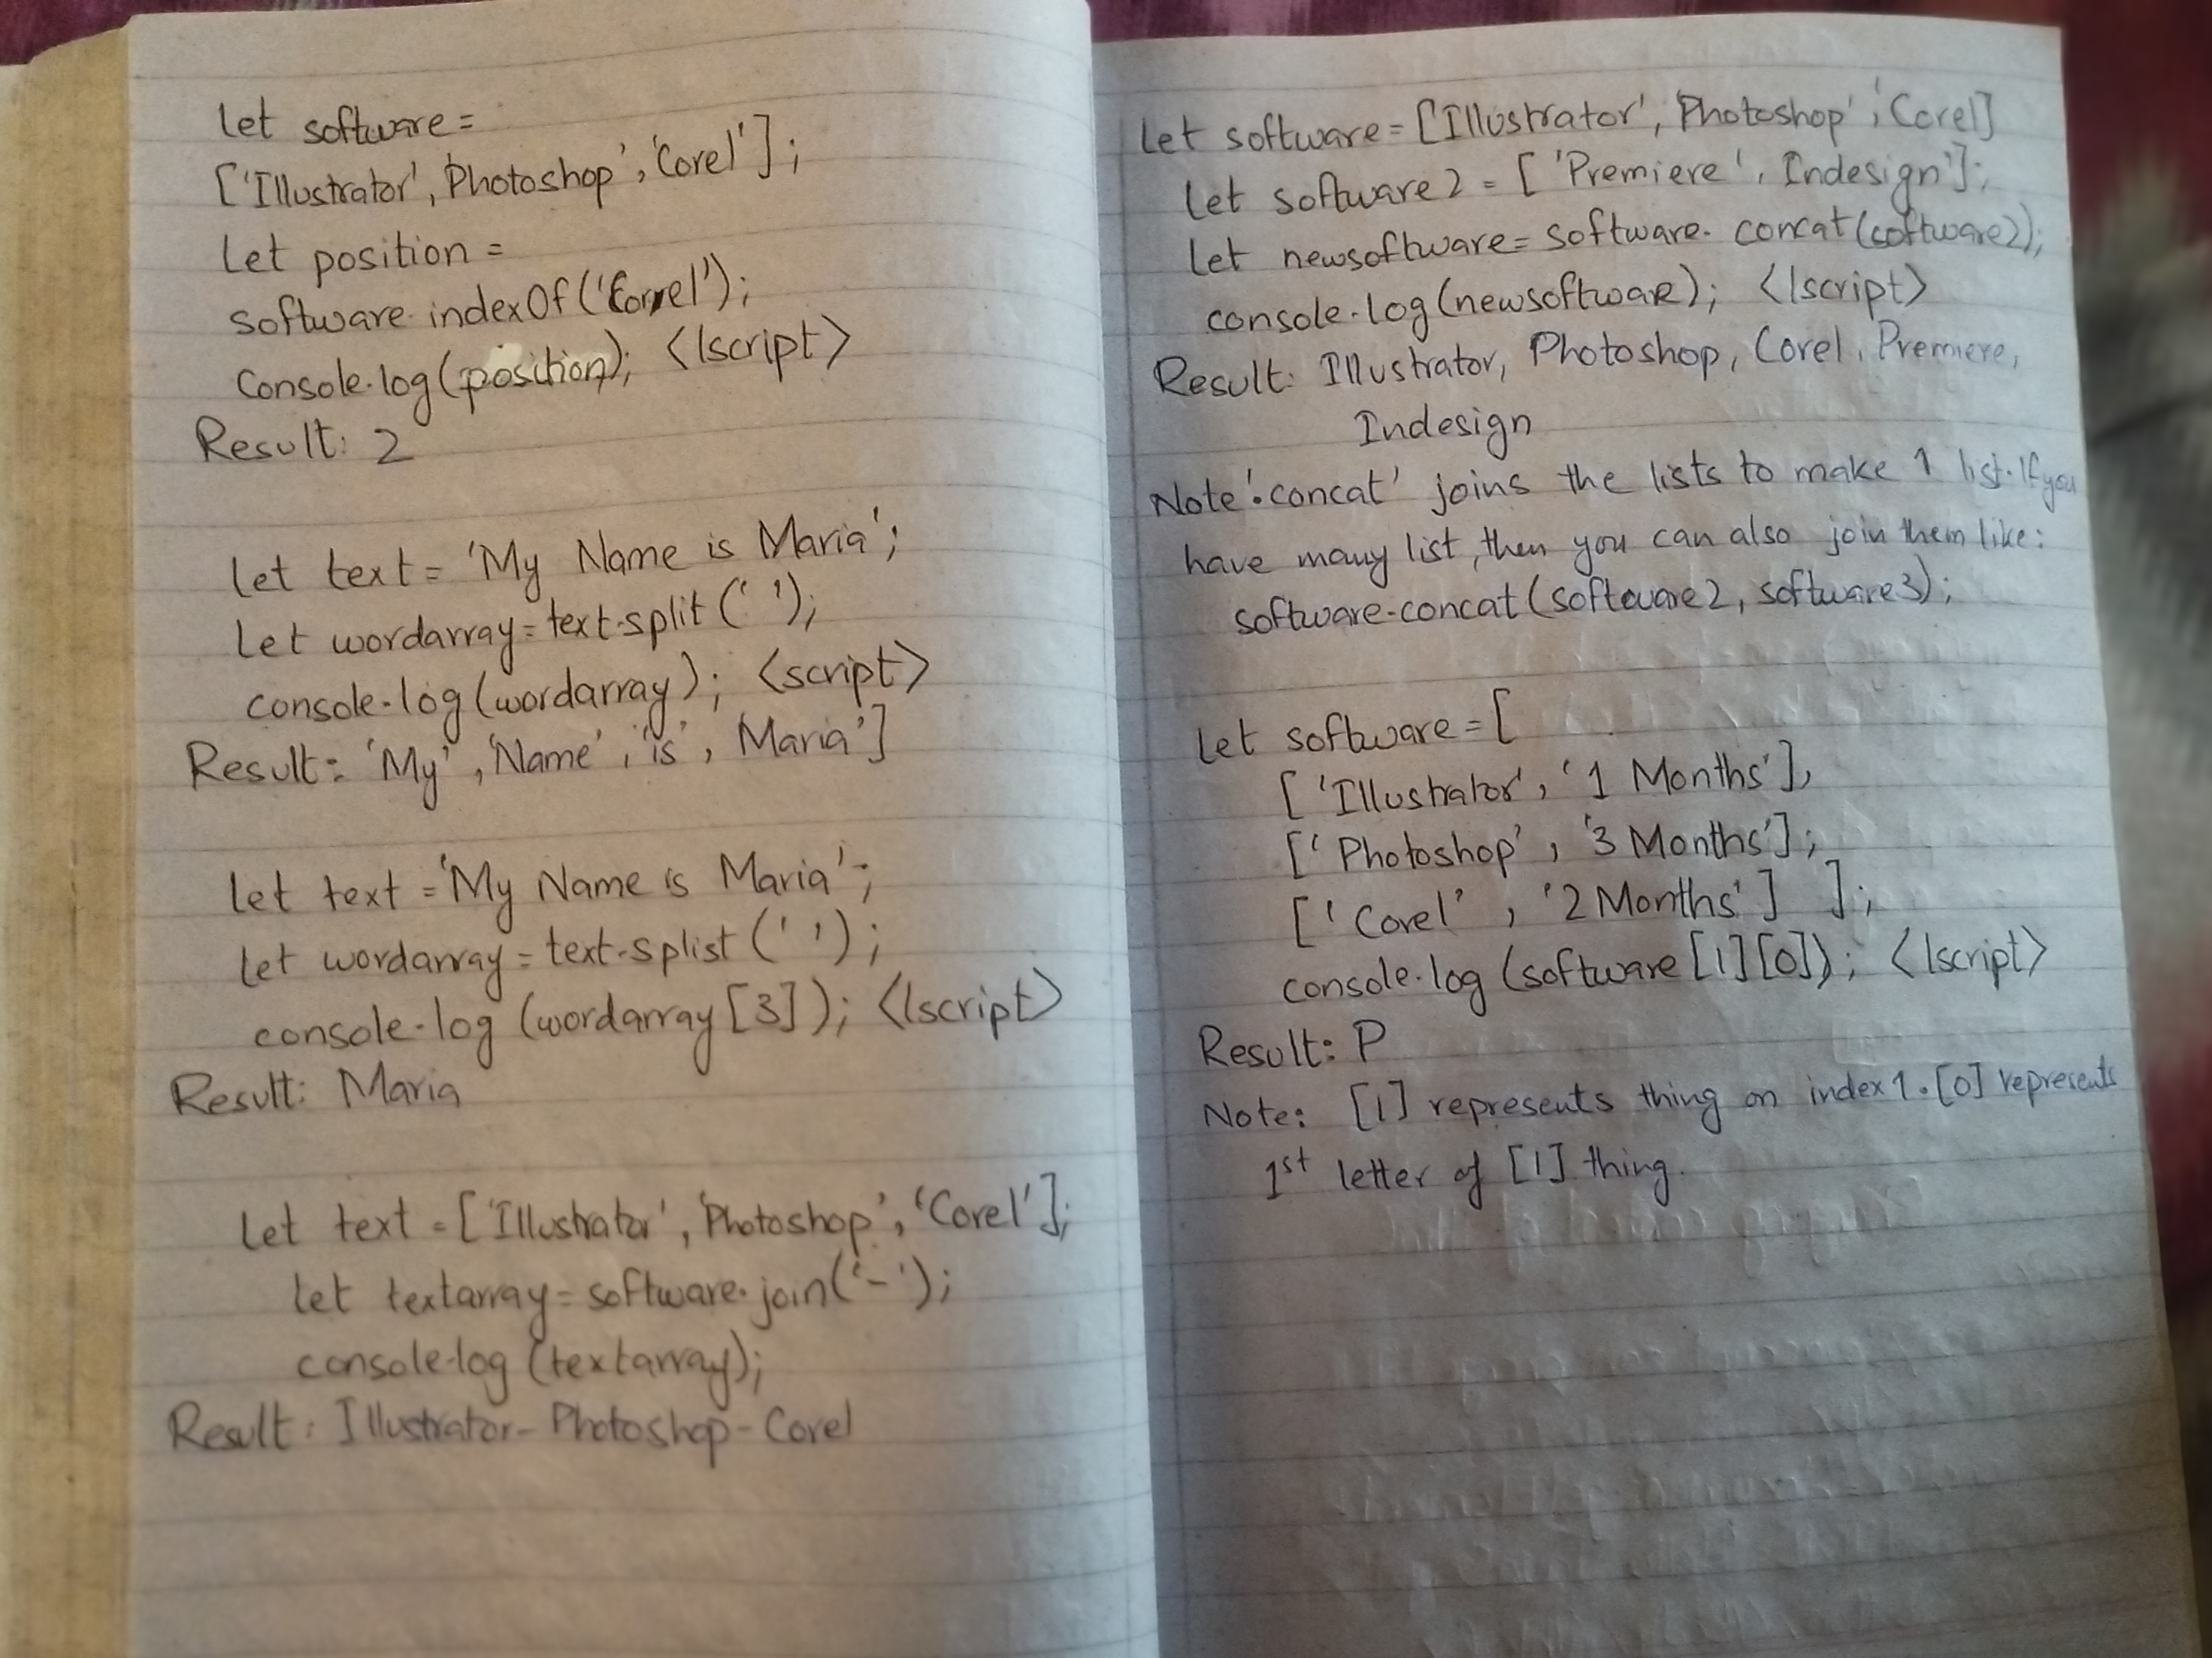 let software =
['Illustrator', 'Photoshop', 'Corel'];
let position =
software.indexOf('Correl');
Console.log(position); </script>
Result: 2
let text = 'My Name is Maria';
let wordarray = text.split(' ');
console.log(wordarray); <script>
Result: 'My', 'Name', 'is', Maria']
let text = 'My Name is Maria';
let wordarray = text.splist(' ');
console.log (wordarray [3]); </script>
Result: Maria
let text = ['Illustrator', 'Photoshop', 'Corel'];
let textarray = software.join('-');
console.log (textarray);
Result: Illustrator-Photoshop-Corel
let software = [Illustrator', 'Photoshop', 'Corel]
let software2 = ['Premiere', Indesign'];
let newsoftware = software.concat(software2);
console.log(newsoftware); </script>
Result: Illustrator, Photoshop, Corel, Premiere,
Indesign
Note '.concat' joins the lists to make 1 list. If you
have many list, then you can also join them like:
software.concat(software2, software3);
let software = [
['Illustrator', '1 Months'],
['Photoshop', '3 Months'];
['Corel', '2 Months'] ];
console.log (software [1][0]); </script>
Result: P
Note: [1] represents thing on index 1. [0] represents
1st letter of [1] thing.